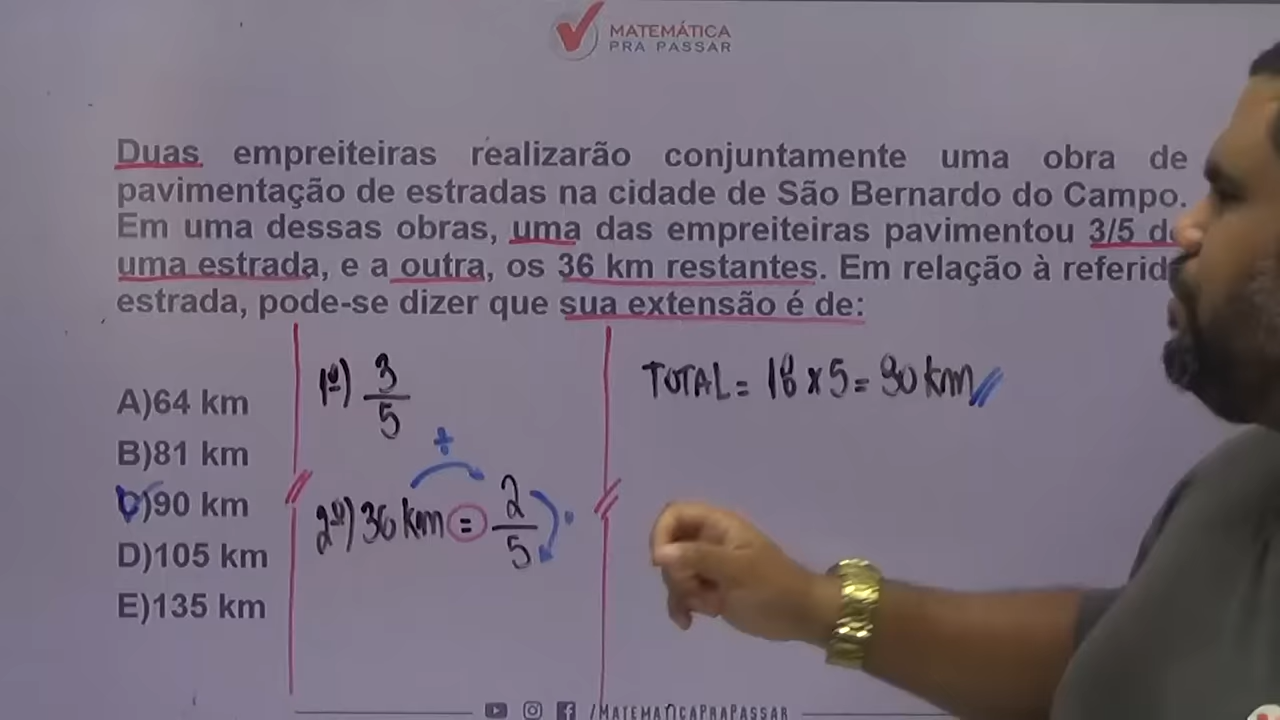 MATEMÁTICA
PRA PASSAR
Duas empreiteiras realizarão conjuntamente uma obra de
pavimentação de estradas na cidade de São Bernardo do Campo.
Em uma dessas obras, uma das empreiteiras pavimentou 3/5 de
uma estrada, e a outra, os 36 km restantes. Em relação à referid
estrada, pode-se dizer que sua extensão é de:
A)64 km
B)81 km
C)90 km
D)105 km
E)135 km
1º) 3/5
÷
2º) 36 km = 2/5
TOTAL = 18 x 5 = 90 km
/MATEMATICAPRAPASSAR